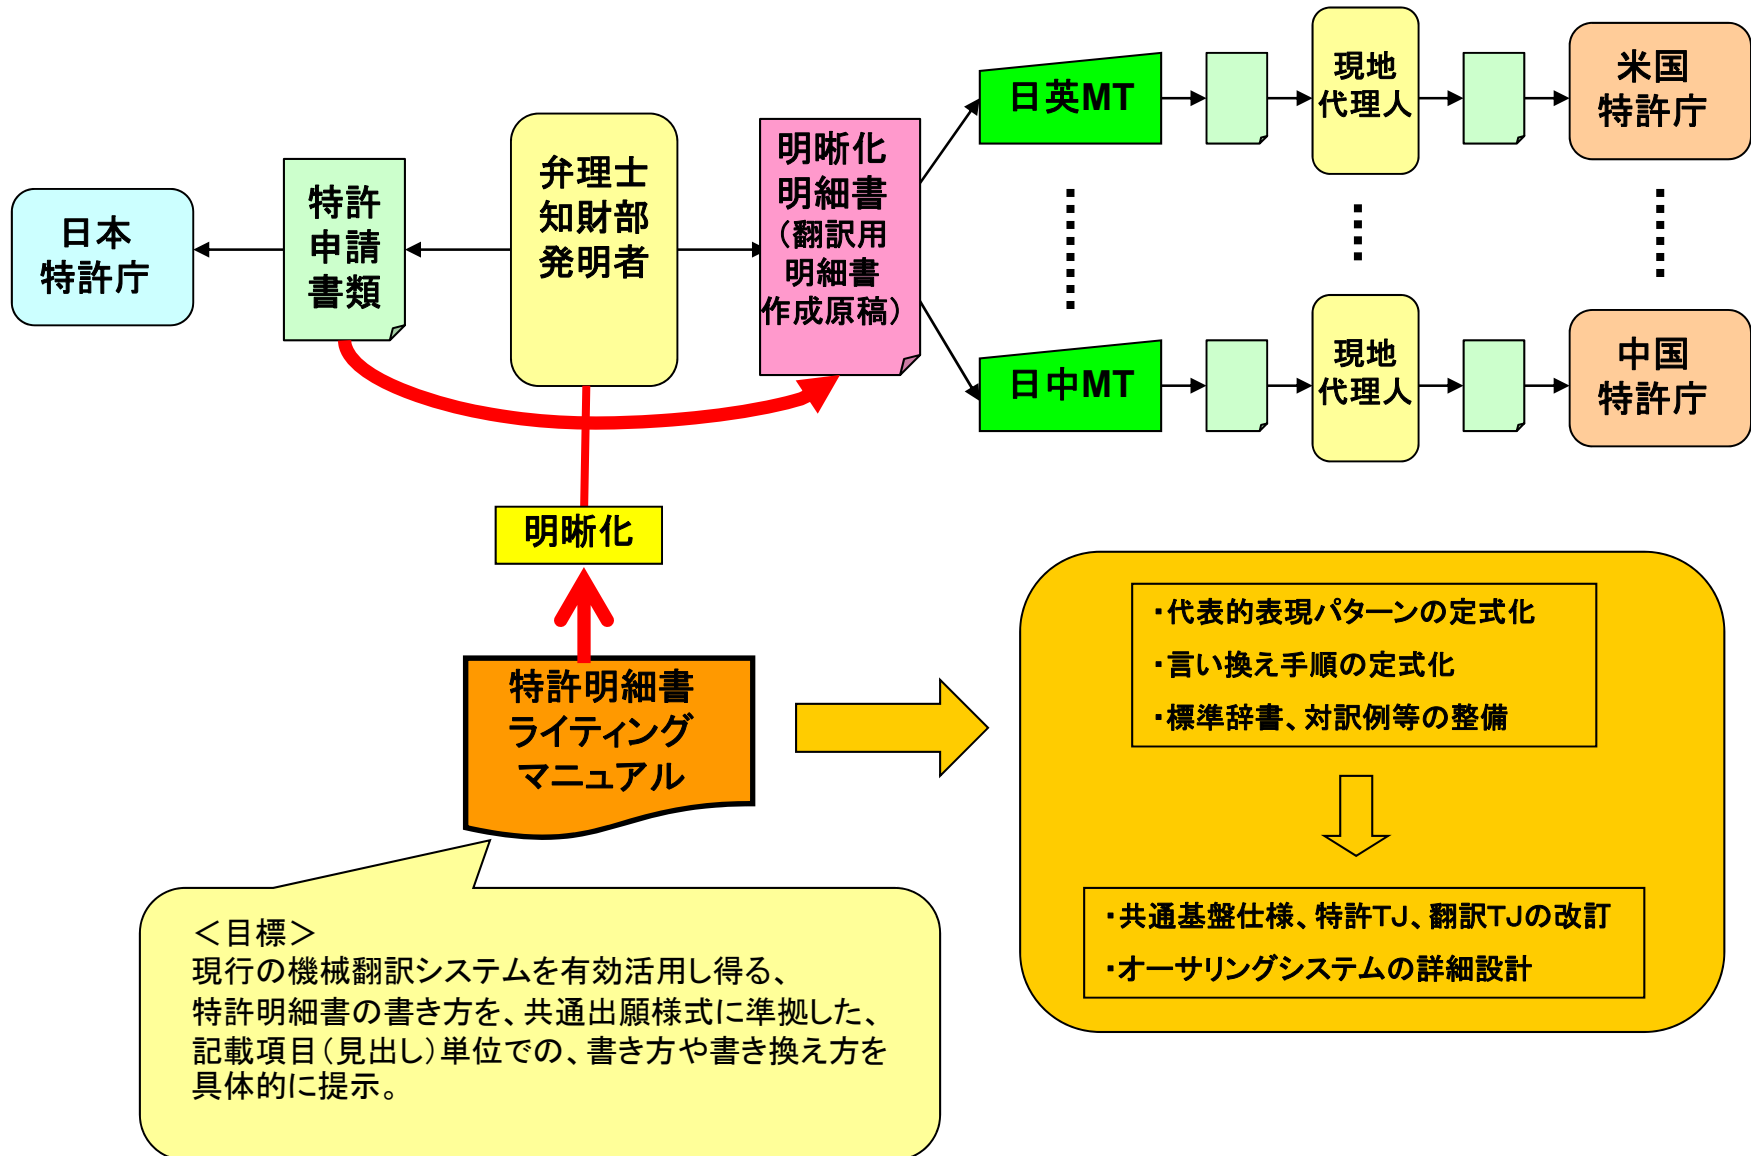 日本
特許庁
特許
申請
書類
弁理士
知財部
発明者
明晰化
明細書
（翻訳用
明細書
作成原稿）
日英MT
現地
代理人
米国
特許庁
日中MT
現地
代理人
中国
特許庁
明晰化
特許明細書
ライティング
マニュアル
・代表的表現パターンの定式化
・言い換え手順の定式化
・標準辞書、対訳例等の整備
・共通基盤仕様、特許TJ、翻訳TJの改訂
・オーサリングシステムの詳細設計
＜目標＞
現行の機械翻訳システムを有効活用し得る、
特許明細書の書き方を、共通出願様式に準拠した、
記載項目（見出し）単位での、書き方や書き換え方を
具体的に提示。